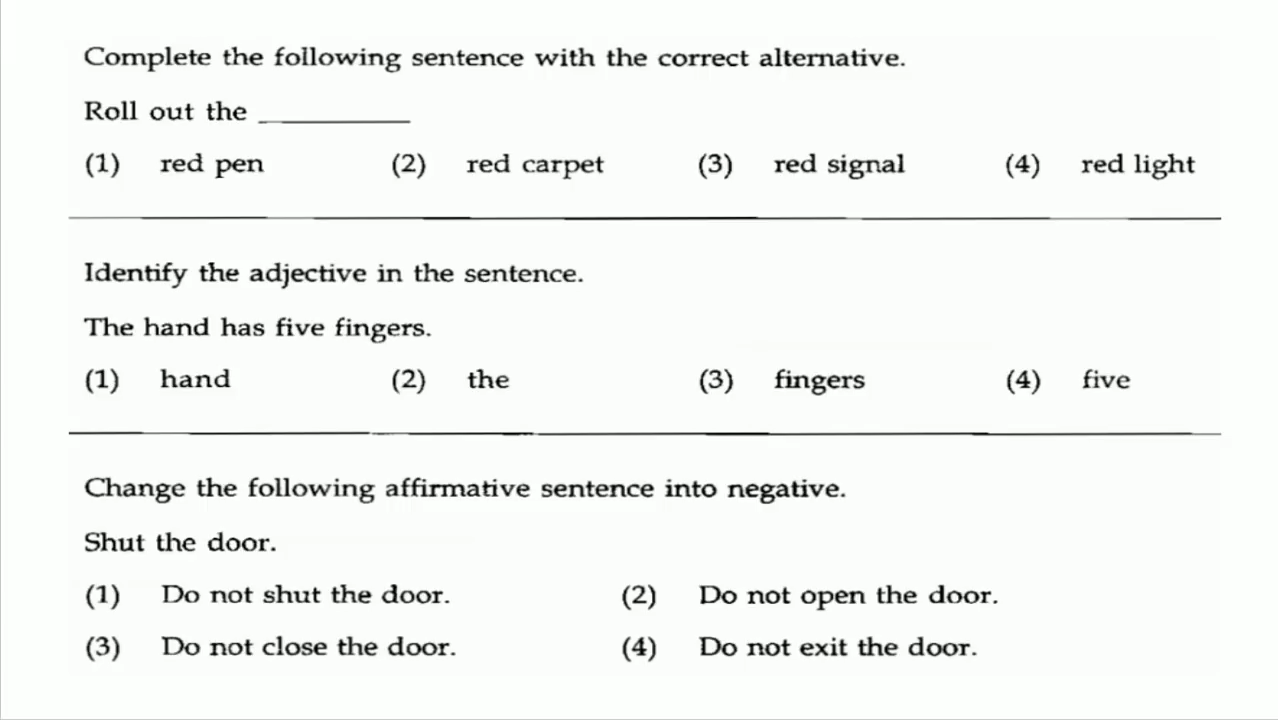 Complete the following sentence with the correct alternative.
Roll out the __________
(1) red pen (2) red carpet (3) red signal (4) red light
Identify the adjective in the sentence.
The hand has five fingers.
(1) hand (2) the (3) fingers (4) five
Change the following affirmative sentence into negative.
Shut the door.
(1) Do not shut the door. (2) Do not open the door.
(3) Do not close the door. (4) Do not exit the door.